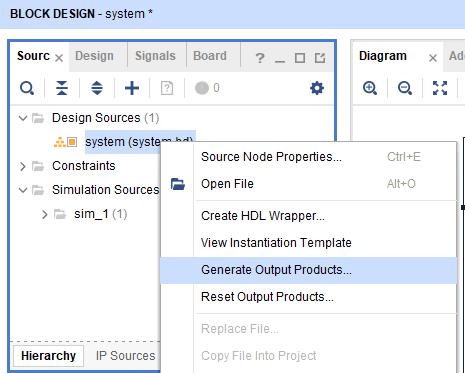 BLOCK DESIGN - system *
Sourc Design Signals Board ? Diagram
? 0
Design Sources (1)
system (system.bd)
Constraints
Simulation Sources
sim_1 (1)
Source Node Properties... Ctrl+E
Open File Alt+O
Create HDL Wrapper...
View Instantiation Template
Generate Output Products...
Reset Output Products...
Replace File...
Copy File Into Project
Hierarchy IP Sources